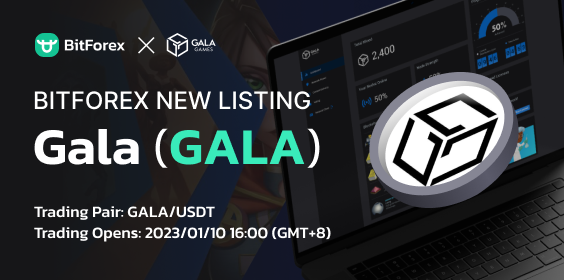 BitForex
GALA
GAMES
BITFOREX NEW LISTING
Gala (GALA)
Trading Pair: GALA/USDT
Trading Opens: 2023/01/10 16:00 (GMT+8)
2,400
50%
50%